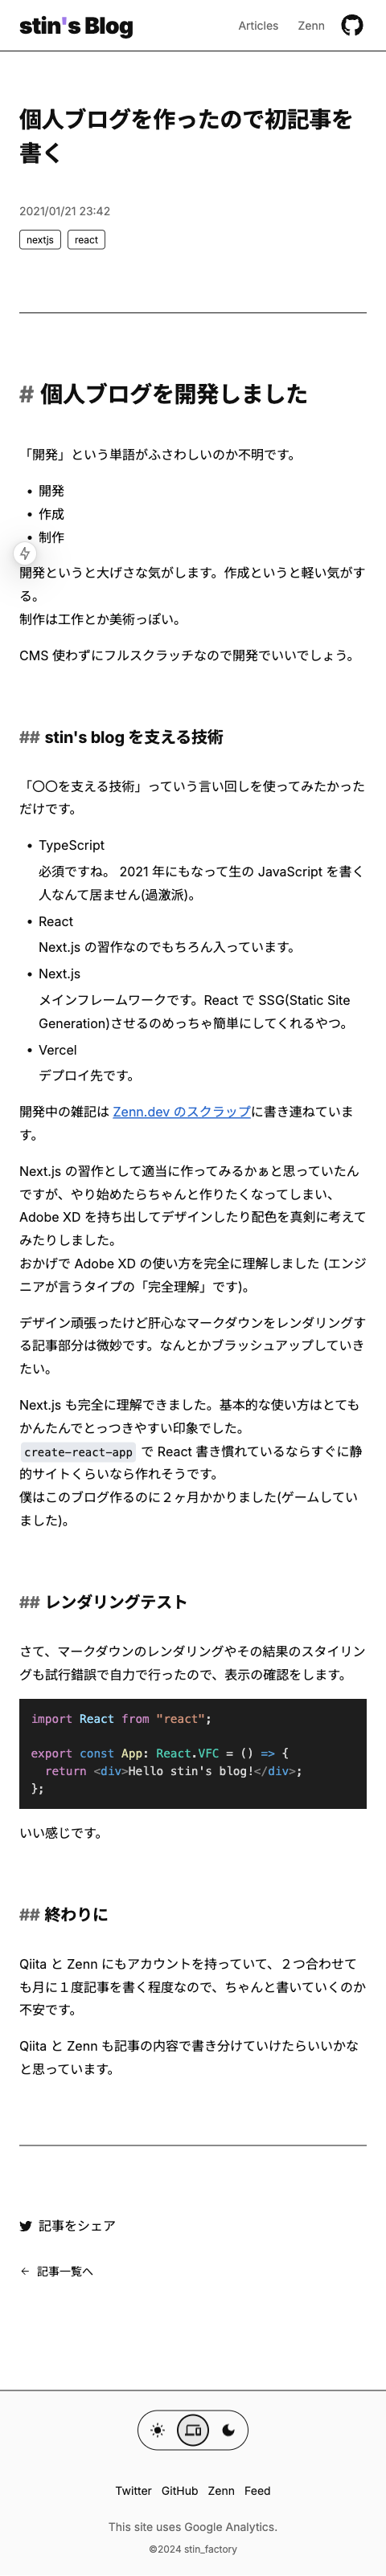 stin's Blog
Articles Zenn
個人ブログを作ったので初記事を
書く
2021/01/21 23:42
nextjs react
# 個人ブログを開発しました
「開発」という単語がふさわしいのか不明です。
• 開発
• 作成
• 制作
開発というと大げさな気がします。作成というと軽い気がす
る。
制作は工作とか美術っぽい。
CMS 使わずにフルスクラッチなので開発でいいでしょう。
## stin's blog を支える技術
「〇〇を支える技術」っていう言い回しを使ってみたかった
だけです。
• TypeScript
必須ですね。 2021 年にもなって生の JavaScript を書く
人なんて居ません(過激派)。
• React
Next.js の習作なのでもちろん入っています。
• Next.js
メインフレームワークです。React で SSG(Static Site
Generation)させるのめっちゃ簡単にしてくれるやつ。
• Vercel
デプロイ先です。
開発中の雑記は Zenn.dev のスクラップに書き連ねていま
す。
Next.js の習作として適当に作ってみるかぁと思っていたん
ですが、やり始めたらちゃんと作りたくなってしまい、
Adobe XD を持ち出してデザインしたり配色を真剣に考えて
みたりしました。
おかげで Adobe XD の使い方を完全に理解しました (エンジ
ニアが言うタイプの「完全理解」です)。
デザイン頑張ったけど肝心なマークダウンをレンダリングす
る記事部分は微妙です。なんとかブラッシュアップしていき
たい。
Next.js も完全に理解できました。基本的な使い方はとても
かんたんでとっつきやすい印象でした。
create-react-app で React 書き慣れているならすぐに静
的サイトくらいなら作れそうです。
僕はこのブログ作るのに２ヶ月かかりました(ゲームしてい
ました)。
## レンダリングテスト
さて、マークダウンのレンダリングやその結果のスタイリン
グも試行錯誤で自力で行ったので、表示の確認をします。
import React from "react";
export const App: React.VFC = () => {
return <div>Hello stin's blog!</div>;
};
いい感じです。
## 終わりに
Qiita と Zenn にもアカウントを持っていて、２つ合わせて
も月に１度記事を書く程度なので、ちゃんと書いていくのか
不安です。
Qiita と Zenn も記事の内容で書き分けていけたらいいかな
と思っています。
記事をシェア
← 記事一覧へ
Twitter GitHub Zenn Feed
This site uses Google Analytics.
©2024 stin_factory